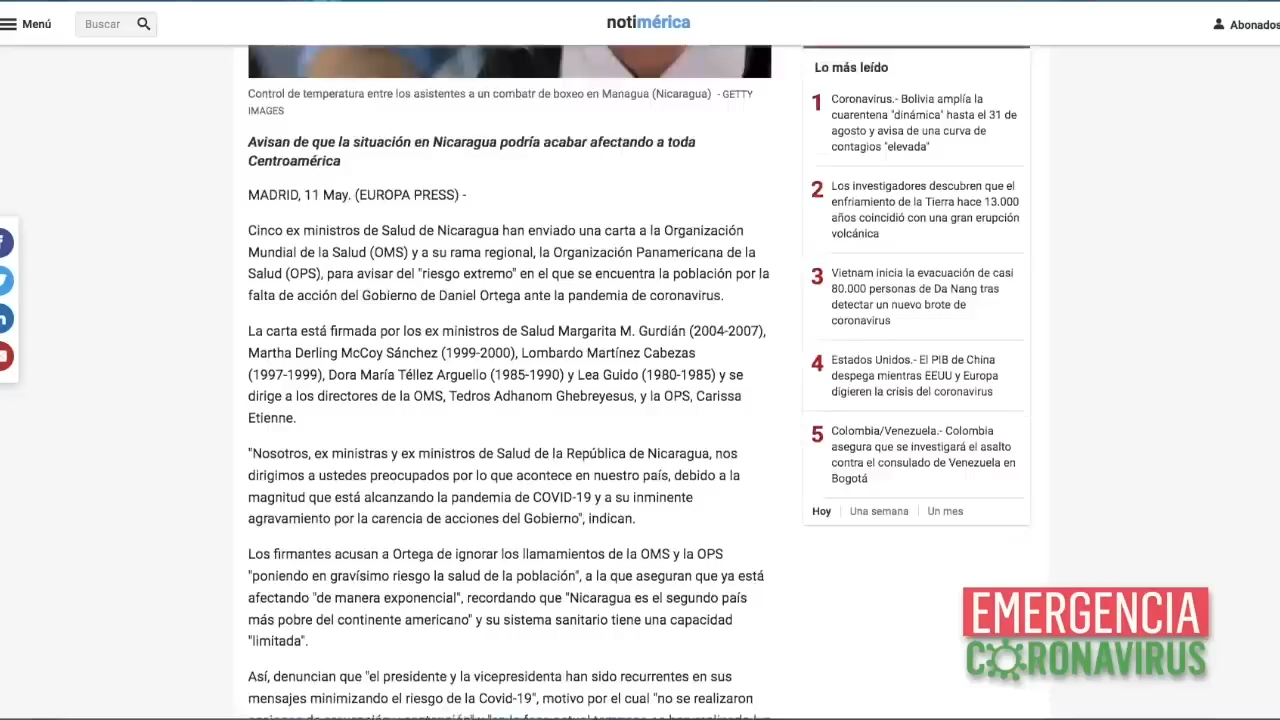 Menú
Buscar
notimérica
Abonados
Control de temperatura entre los asistentes a un combatr de boxeo en Managua (Nicaragua) - GETTY
IMAGES
Avisan de que la situación en Nicaragua podría acabar afectando a toda
Centroamérica
MADRID, 11 May. (EUROPA PRESS) -
Cinco ex ministros de Salud de Nicaragua han enviado una carta a la Organización
Mundial de la Salud (OMS) y a su rama regional, la Organización Panamericana de la
Salud (OPS), para avisar del "riesgo extremo" en el que se encuentra la población por la
falta de acción del Gobierno de Daniel Ortega ante la pandemia de coronavirus.
La carta está firmada por los ex ministros de Salud Margarita M. Gurdián (2004-2007),
Martha Derling McCoy Sánchez (1999-2000), Lombardo Martínez Cabezas
(1997-1999), Dora María Téllez Arguello (1985-1990) y Lea Guido (1980-1985) y se
dirige a los directores de la OMS, Tedros Adhanom Ghebreyesus, y la OPS, Carissa
Etienne.
"Nosotros, ex ministras y ex ministros de Salud de la República de Nicaragua, nos
dirigimos a ustedes preocupados por lo que acontece en nuestro país, debido a la
magnitud que está alcanzando la pandemia de COVID-19 y a su inminente
agravamiento por la carencia de acciones del Gobierno", indican.
Los firmantes acusan a Ortega de ignorar los llamamientos de la OMS y la OPS
"poniendo en gravísimo riesgo la salud de la población", a la que aseguran que ya está
afectando "de manera exponencial", recordando que "Nicaragua es el segundo país
más pobre del continente americano" y su sistema sanitario tiene una capacidad
"limitada".
Así, denuncian que "el presidente y la vicepresidenta han sido recurrentes en sus
mensajes minimizando el riesgo de la Covid-19", motivo por el cual "no se realizaron
Lo más leído
1 Coronavirus.- Bolivia amplía la
cuarentena "dinámica" hasta el 31 de
agosto y avisa de una curva de
contagios "elevada"
2 Los investigadores descubren que el
enfriamiento de la Tierra hace 13.000
años coincidió con una gran erupción
volcánica
3 Vietnam inicia la evacuación de casi
80.000 personas de Da Nang tras
detectar un nuevo brote de
coronavirus
4 Estados Unidos.- El PIB de China
despega mientras EEUU y Europa
digieren la crisis del coronavirus
5 Colombia/Venezuela.- Colombia
asegura que se investigará el asalto
contra el consulado de Venezuela en
Bogotá
Hoy Una semana Un mes
EMERGENCIA
CORONAVIRUS